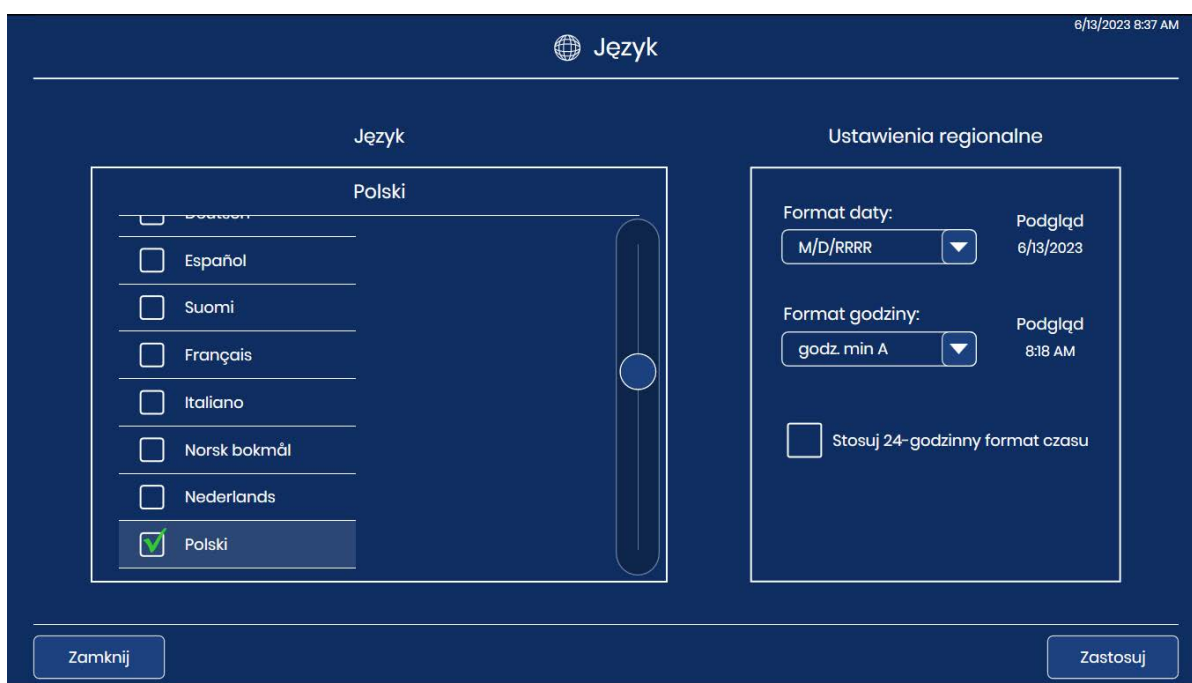 6/13/2023 8:37 AM
Język
Język
Polski
Español
Suomi
Français
Italiano
Norsk bokmål
Nederlands
Polski
Ustawienia regionalne
Format daty:
Podgląd
M/D/RRRR
6/13/2023
Format godziny:
Podgląd
godz. min A
8:18 AM
Stosuj 24-godzinny format czasu
Zamknij
Zastosuj